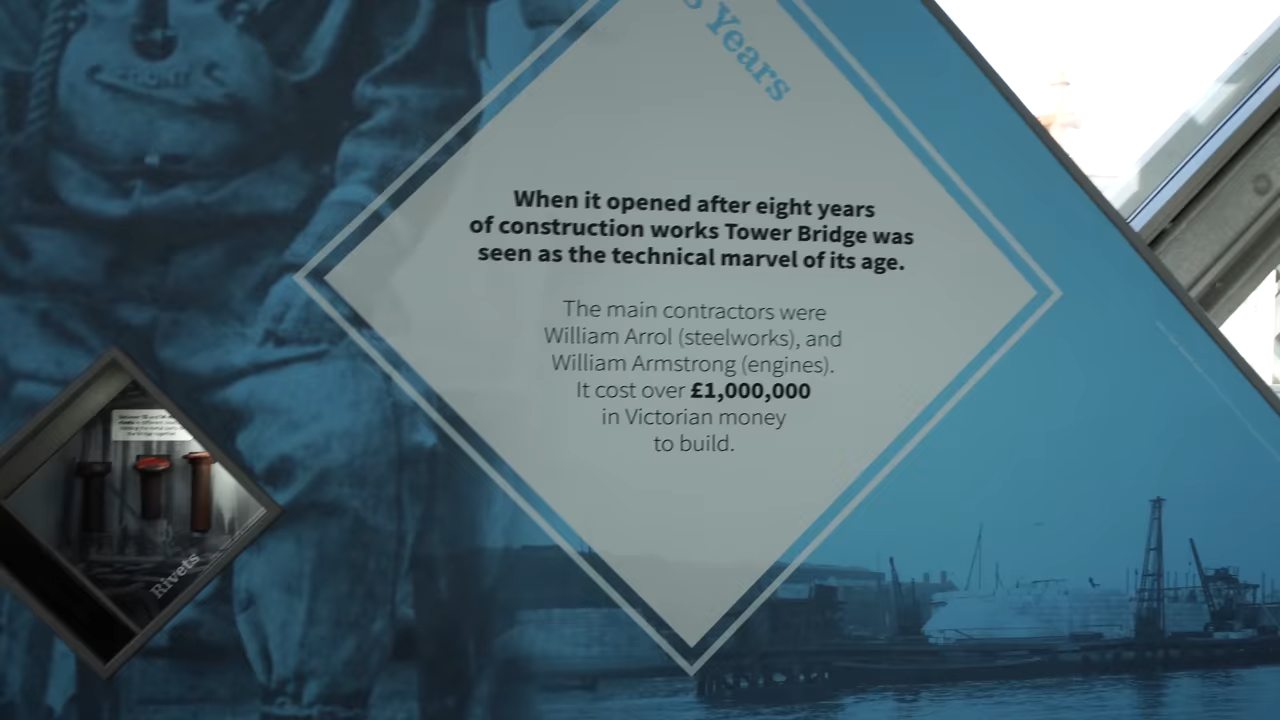 Years
When it opened after eight years
of construction works Tower Bridge was
seen as the technical marvel of its age.
The main contractors were
William Arrol (steelworks), and
William Armstrong (engines).
It cost over £1,000,000
in Victorian money
to build.
FRONT
Rivets